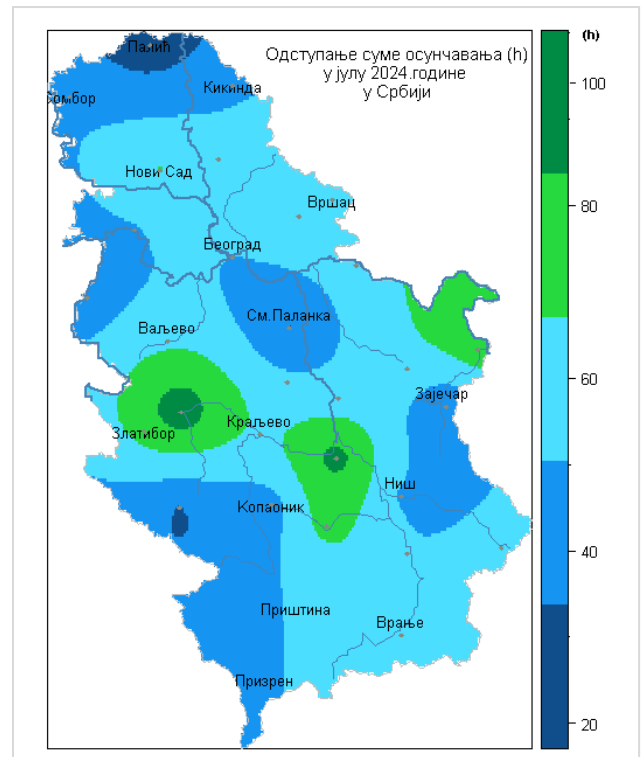 Одступање суме осунчавања (h)
у јулу 2024.године
у Србији
(h)
100
80
60
40
20
Палић
Кикинда
Сомбор
Нови Сад
Вршац
Београд
См.Паланка
Ваљево
Зајечар
Краљево
Златибор
Ниш
Копаоник
Приштина
Врање
Призрен